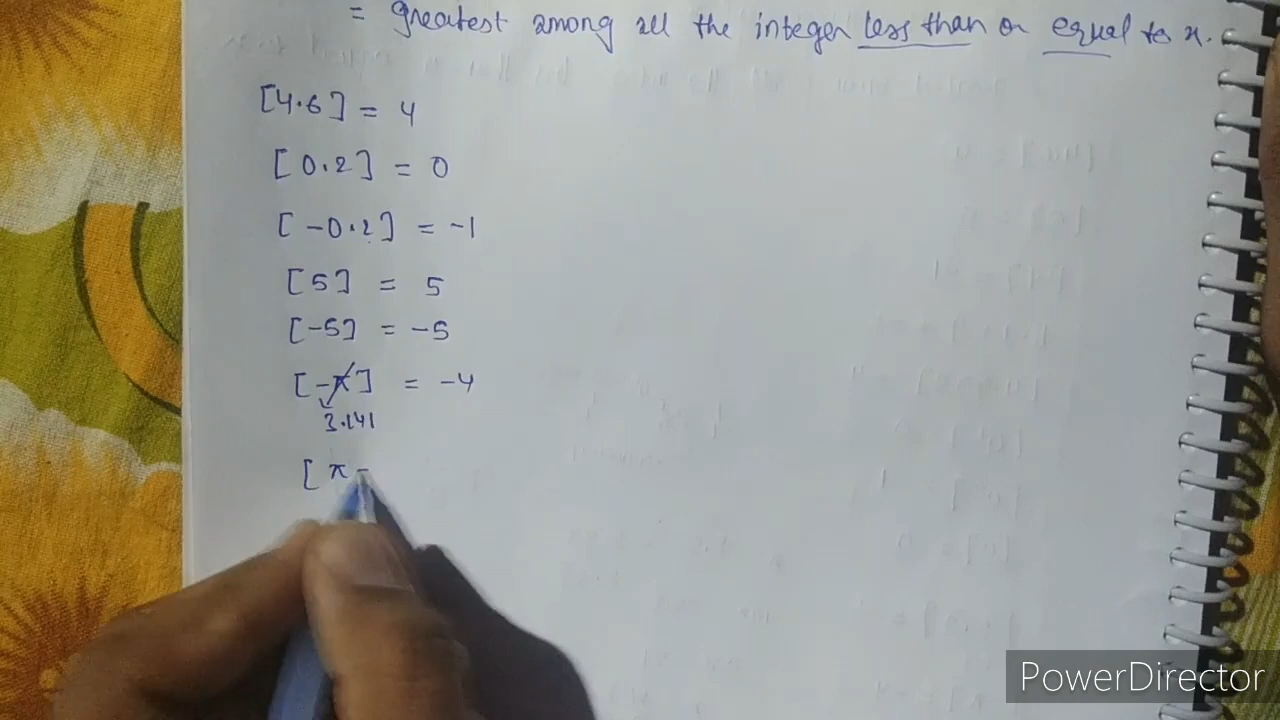 = greatest among all the integer less than or equal to x.
[4.6] = 4
[0.2] = 0
[-0.2] = -1
[5] = 5
[-5] = -5
[-π] = -4
3.141
[π -
PowerDirector